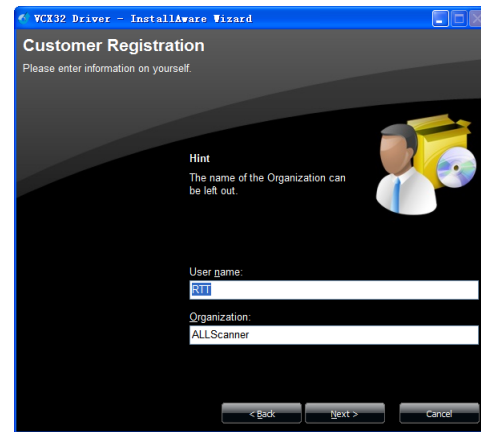 VCX32 Driver - InstallAware Wizard
Customer Registration
Please enter information on yourself.
Hint
The name of the Organization can
be left out.
User name:
RTT
Organization:
ALLScanner
< Back
Next >
Cancel